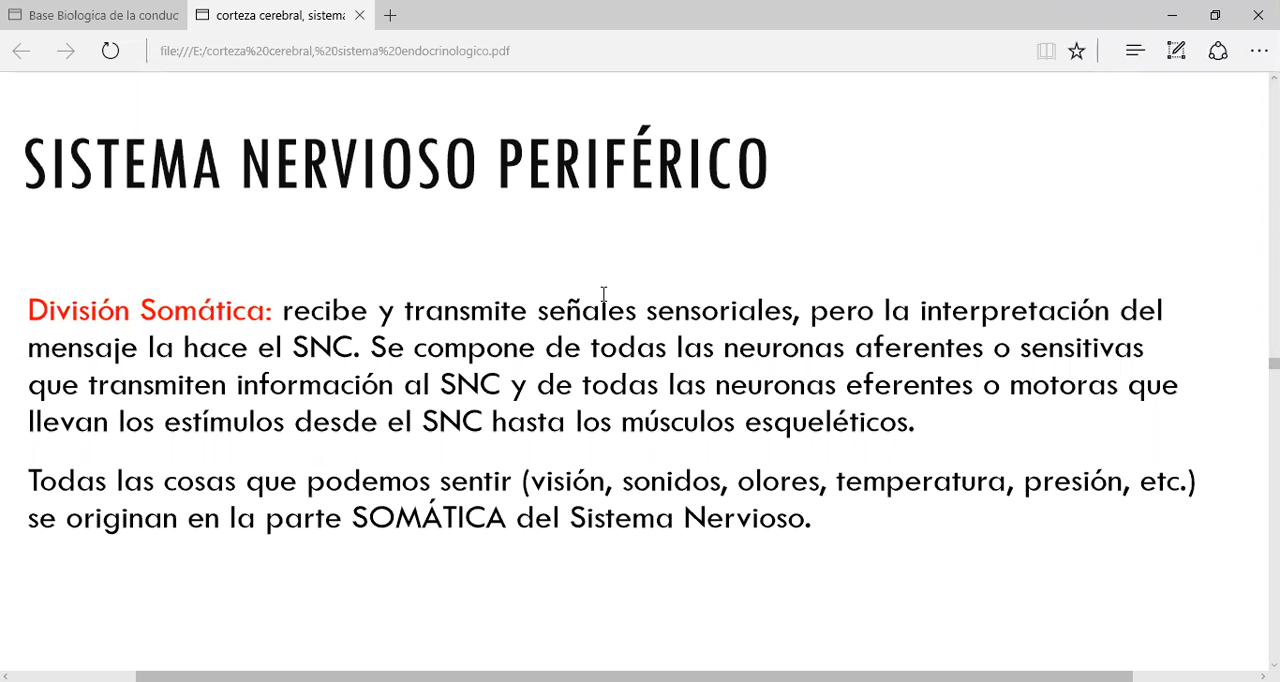 Base Biologica de la conduc
corteza cerebral, sistema
file:///E:/corteza%20cerebral,%20sistema%20endocrinologico.pdf
SISTEMA NERVIOSO PERIFÉRICO
División Somática: recibe y transmite señales sensoriales, pero la interpretación del
mensaje la hace el SNC. Se compone de todas las neuronas aferentes o sensitivas
que transmiten información al SNC y de todas las neuronas eferentes o motoras que
llevan los estímulos desde el SNC hasta los músculos esqueléticos.
Todas las cosas que podemos sentir (visión, sonidos, olores, temperatura, presión, etc.)
se originan en la parte SOMÁTICA del Sistema Nervioso.